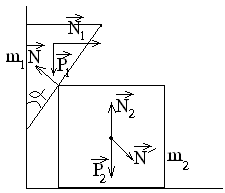 N₁
m₁ N
P₁
α
N₂
N′ m₂
P₂